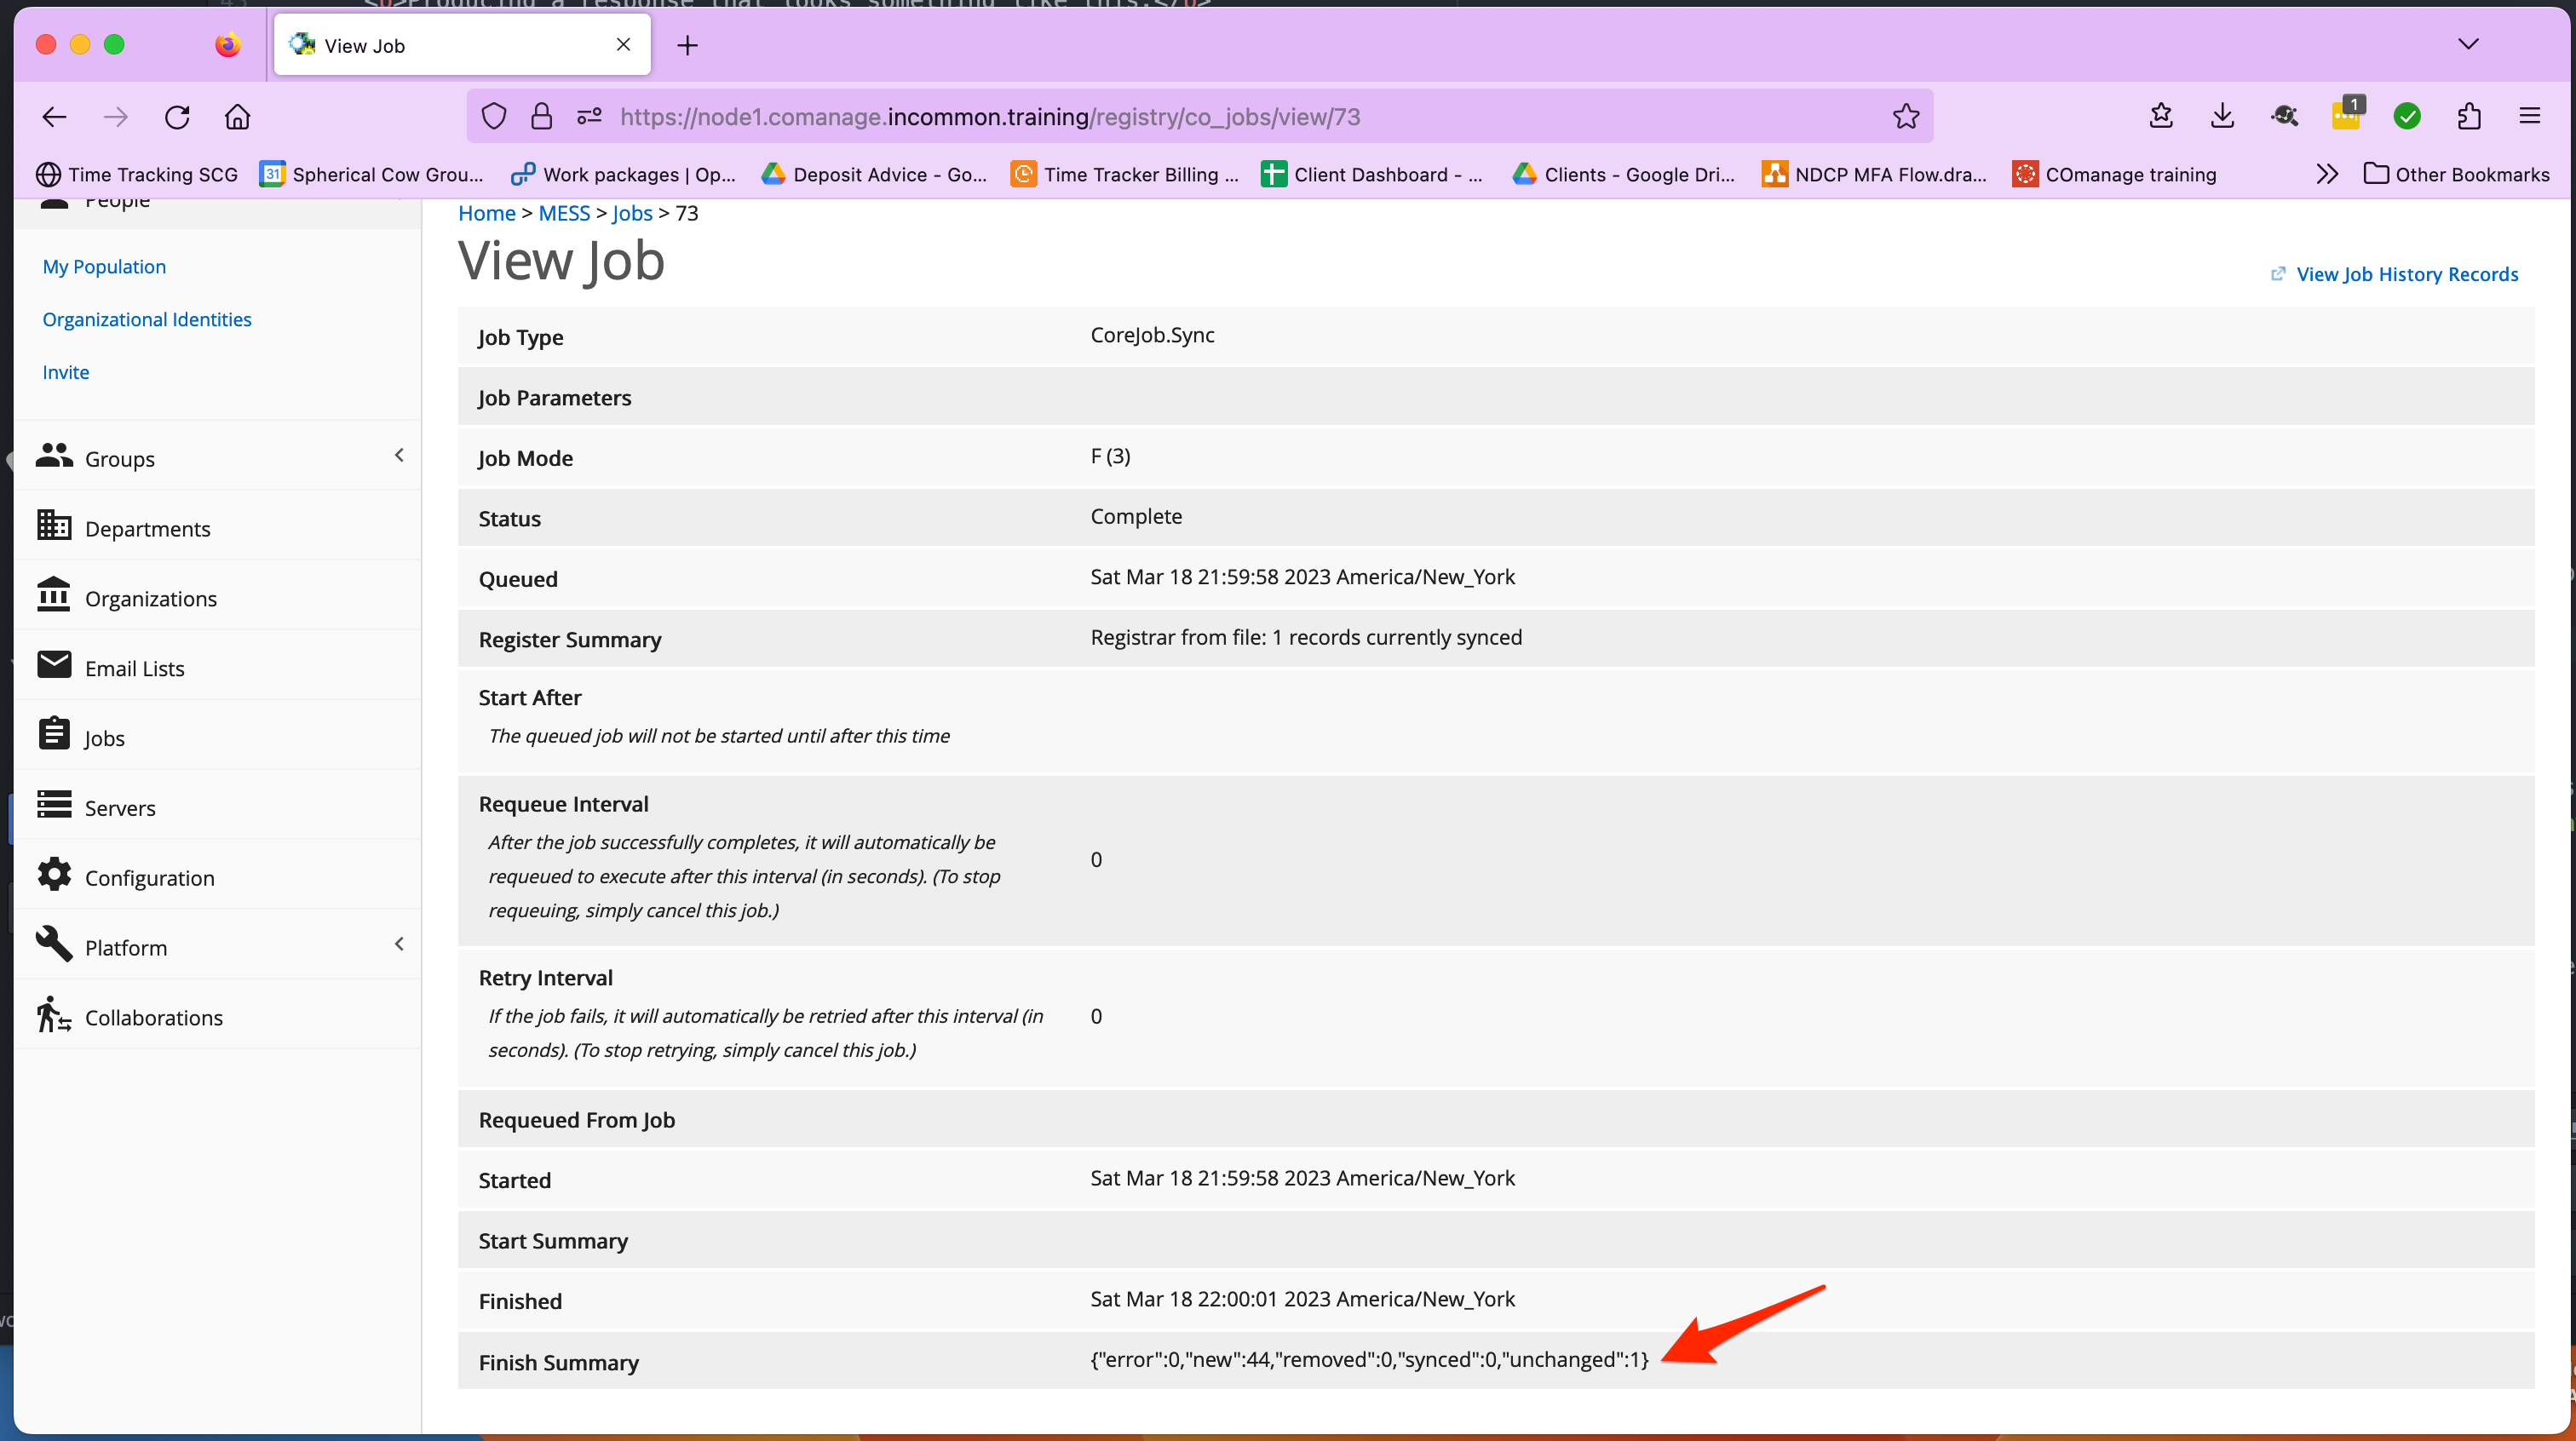 <p>Producing a response that looks something like this:</p>
View Job
https://node1.comanage.incommon.training/registry/co_jobs/view/73
1
Time Tracking SCG
31
Spherical Cow Grou...
Work packages | Op...
Deposit Advice - Go...
Time Tracker Billing ...
Client Dashboard - ...
Clients - Google Dri...
NDCP MFA Flow.dra...
COmanage training
Other Bookmarks
People
My Population
Organizational Identities
Invite
Groups
Departments
Organizations
Email Lists
Jobs
Servers
Configuration
Platform
Collaborations
Home > MESS > Jobs > 73
View Job
View Job History Records
Job Type CoreJob.Sync
Job Parameters
Job Mode F (3)
Status Complete
Queued Sat Mar 18 21:59:58 2023 America/New_York
Register Summary Registrar from file: 1 records currently synced
Start After
The queued job will not be started until after this time
Requeue Interval
After the job successfully completes, it will automatically be
requeued to execute after this interval (in seconds). (To stop
requeuing, simply cancel this job.)
0
Retry Interval
If the job fails, it will automatically be retried after this interval (in
seconds). (To stop retrying, simply cancel this job.)
0
Requeued From Job
Started Sat Mar 18 21:59:58 2023 America/New_York
Start Summary
Finished Sat Mar 18 22:00:01 2023 America/New_York
Finish Summary {"error":0,"new":44,"removed":0,"synced":0,"unchanged":1}